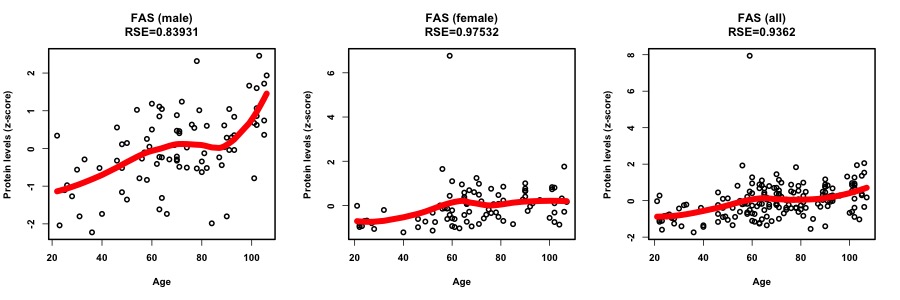 FAS (male)
RSE=0.83931
Protein levels (z-score)
2
1
0
-1
-2
20 40 60 80 100
Age
FAS (female)
RSE=0.97532
Protein levels (z-score)
6
4
2
0
20 40 60 80 100
Age
FAS (all)
RSE=0.9362
Protein levels (z-score)
8
6
4
2
0
-2
20 40 60 80 100
Age